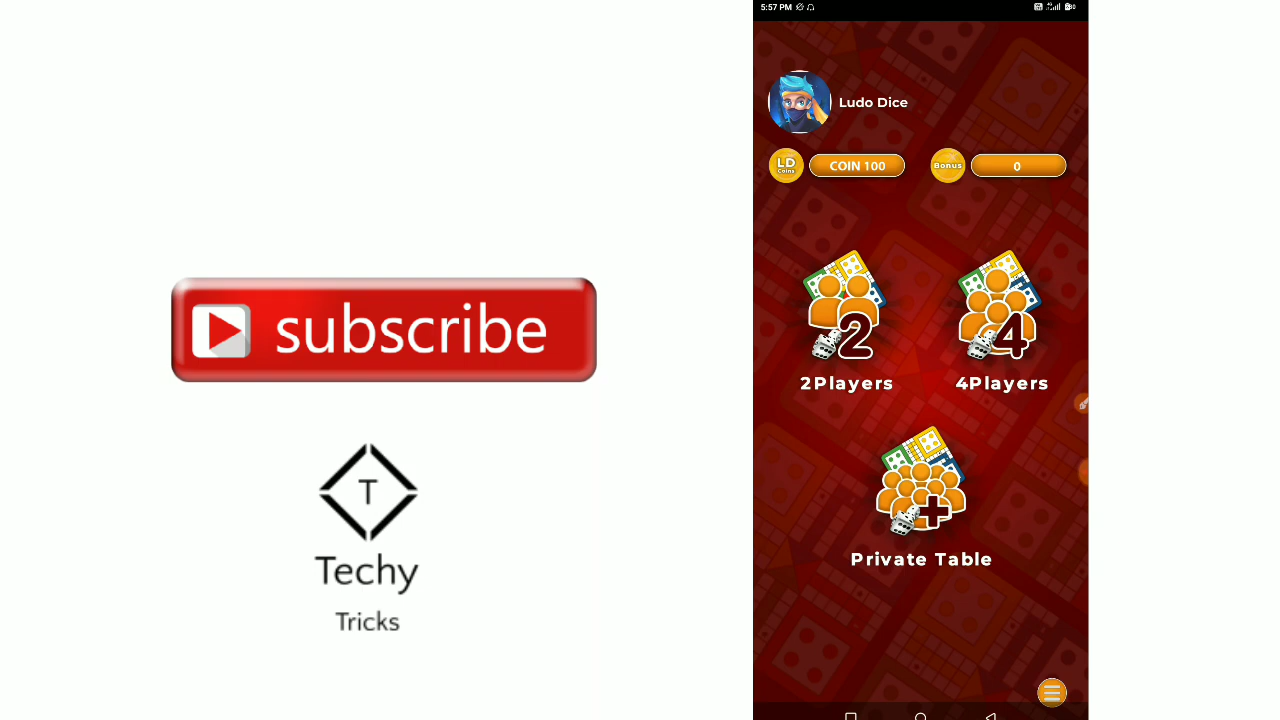 subscribe
T
Techy
Tricks
5:57 PM
Ludo Dice
LD
Coins
COIN 100
Bonus
0
2
4
2Players
4Players
Private Table